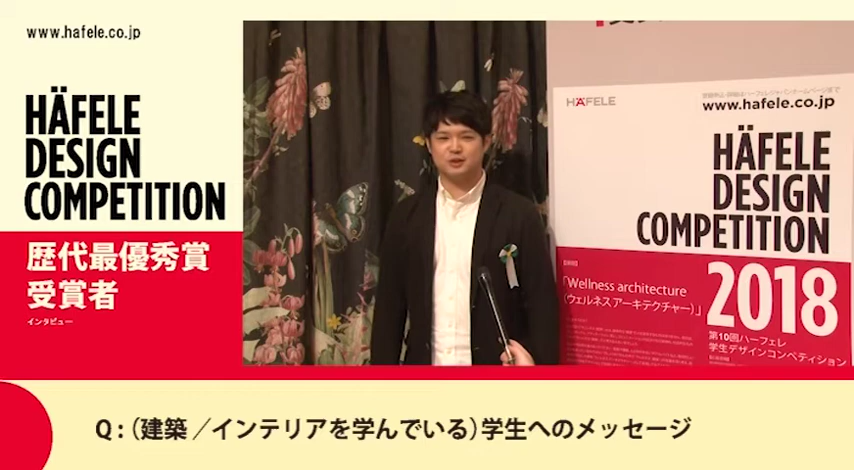 www.hafele.co.jp
HÄFELE
DESIGN
COMPETITION
歴代最優秀賞
受賞者
インタビュー
HÄFELE
www.hafele.co.jp
HÄFELE
DESIGN
COMPETITION
2018
「Wellness architecture
(ウェルネス アーキテクチャー)」
第10回ハーフェレ
学生デザインコンペティション
Q:(建築/インテリアを学んでいる)学生へのメッセージ